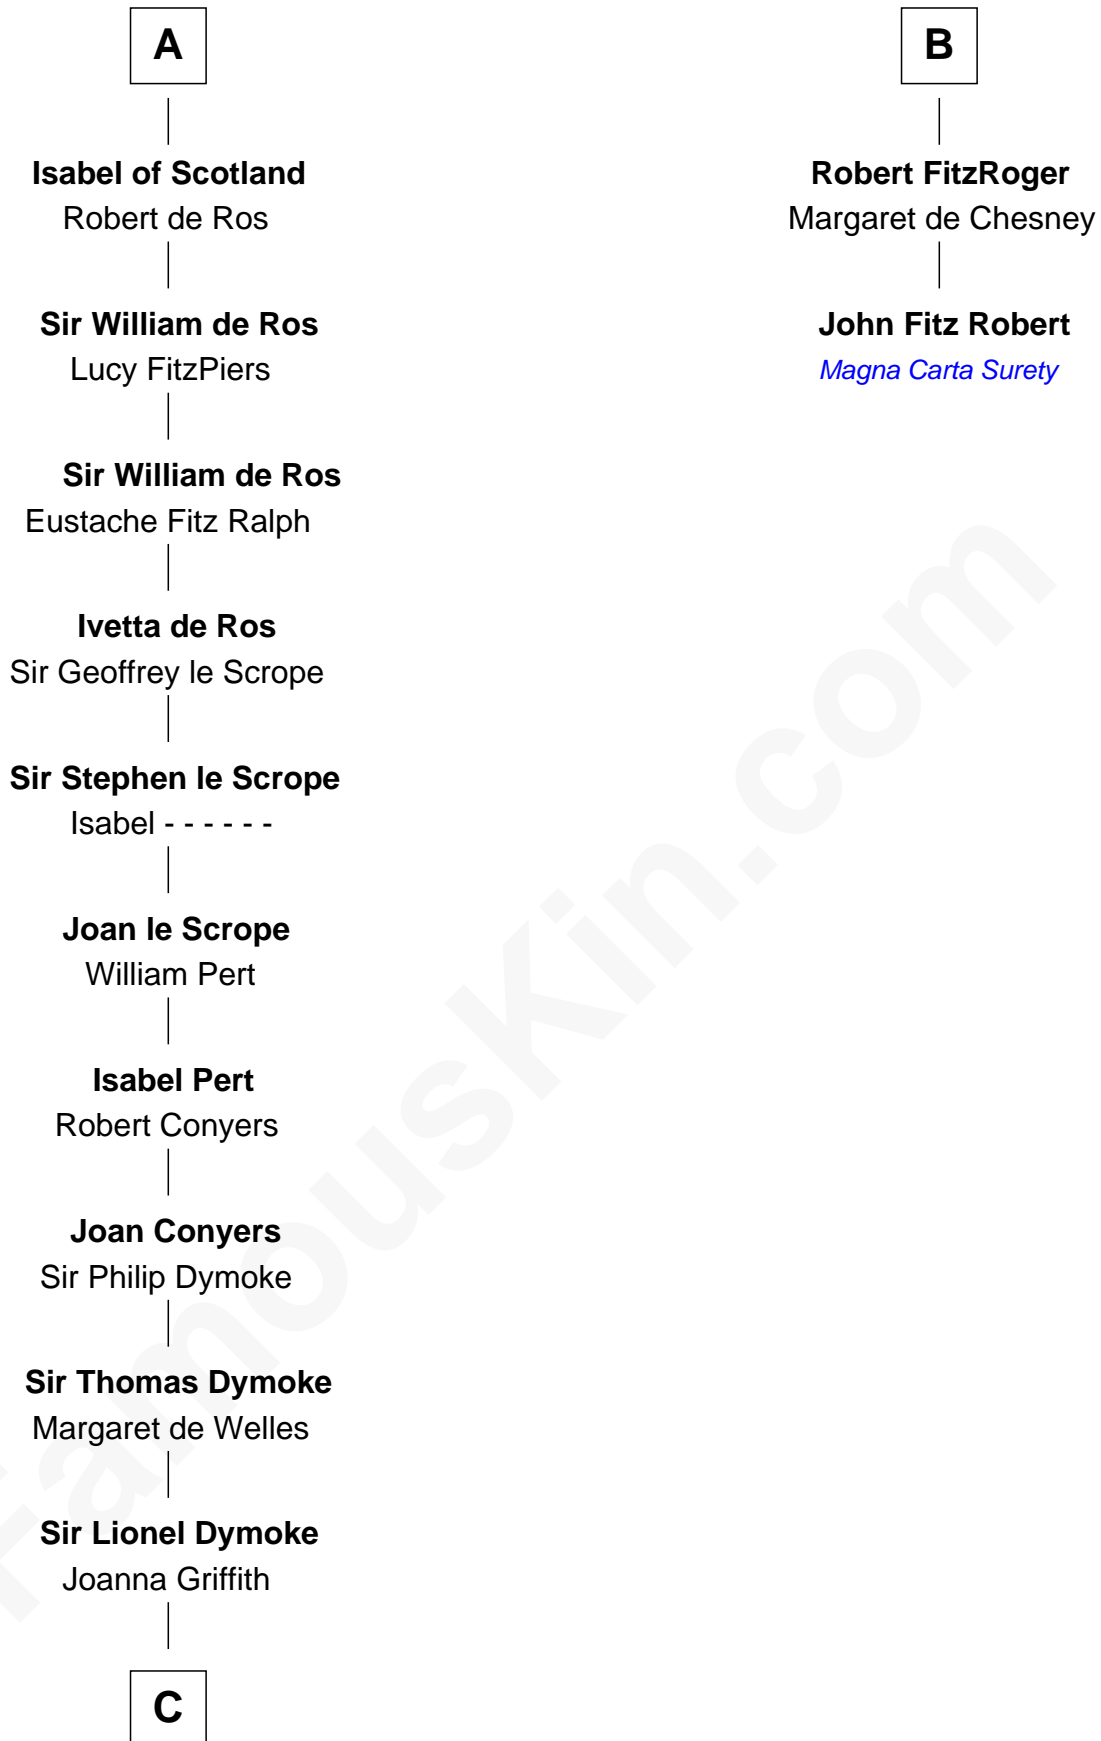 A
Isabel of Scotland
Robert de Ros
Sir William de Ros
Lucy FitzPiers
Sir William de Ros
Eustache Fitz Ralph
Ivetta de Ros
Sir Geoffrey le Scrope
Sir Stephen le Scrope
Isabel - - - - - -
Joan le Scrope
William Pert
Isabel Pert
Robert Conyers
Joan Conyers
Sir Philip Dymoke
Sir Thomas Dymoke
Margaret de Welles
Sir Lionel Dymoke
Joanna Griffith
C
B
Robert FitzRoger
Margaret de Chesney
John Fitz Robert
Magna Carta Surety
FamousKin.com